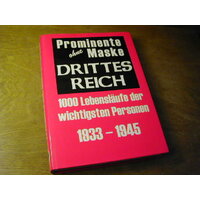 Prominente
ohne Maske
DRITTES
REICH
1000 Lebensläufe der
wichtigsten Personen
1933 – 1945